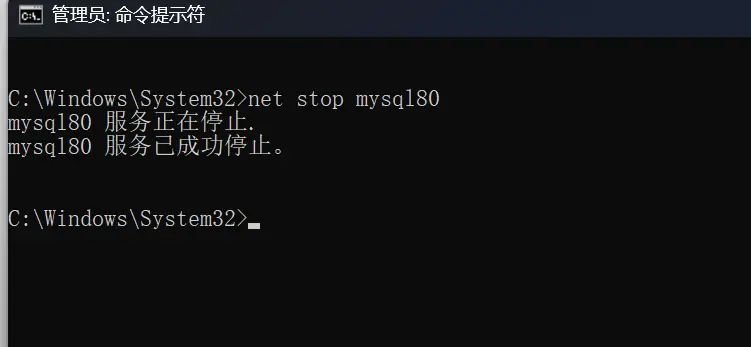 管理员: 命令提示符
C:\Windows\System32>net stop mysql80
mysql80 服务正在停止.
mysql80 服务已成功停止。
C:\Windows\System32>